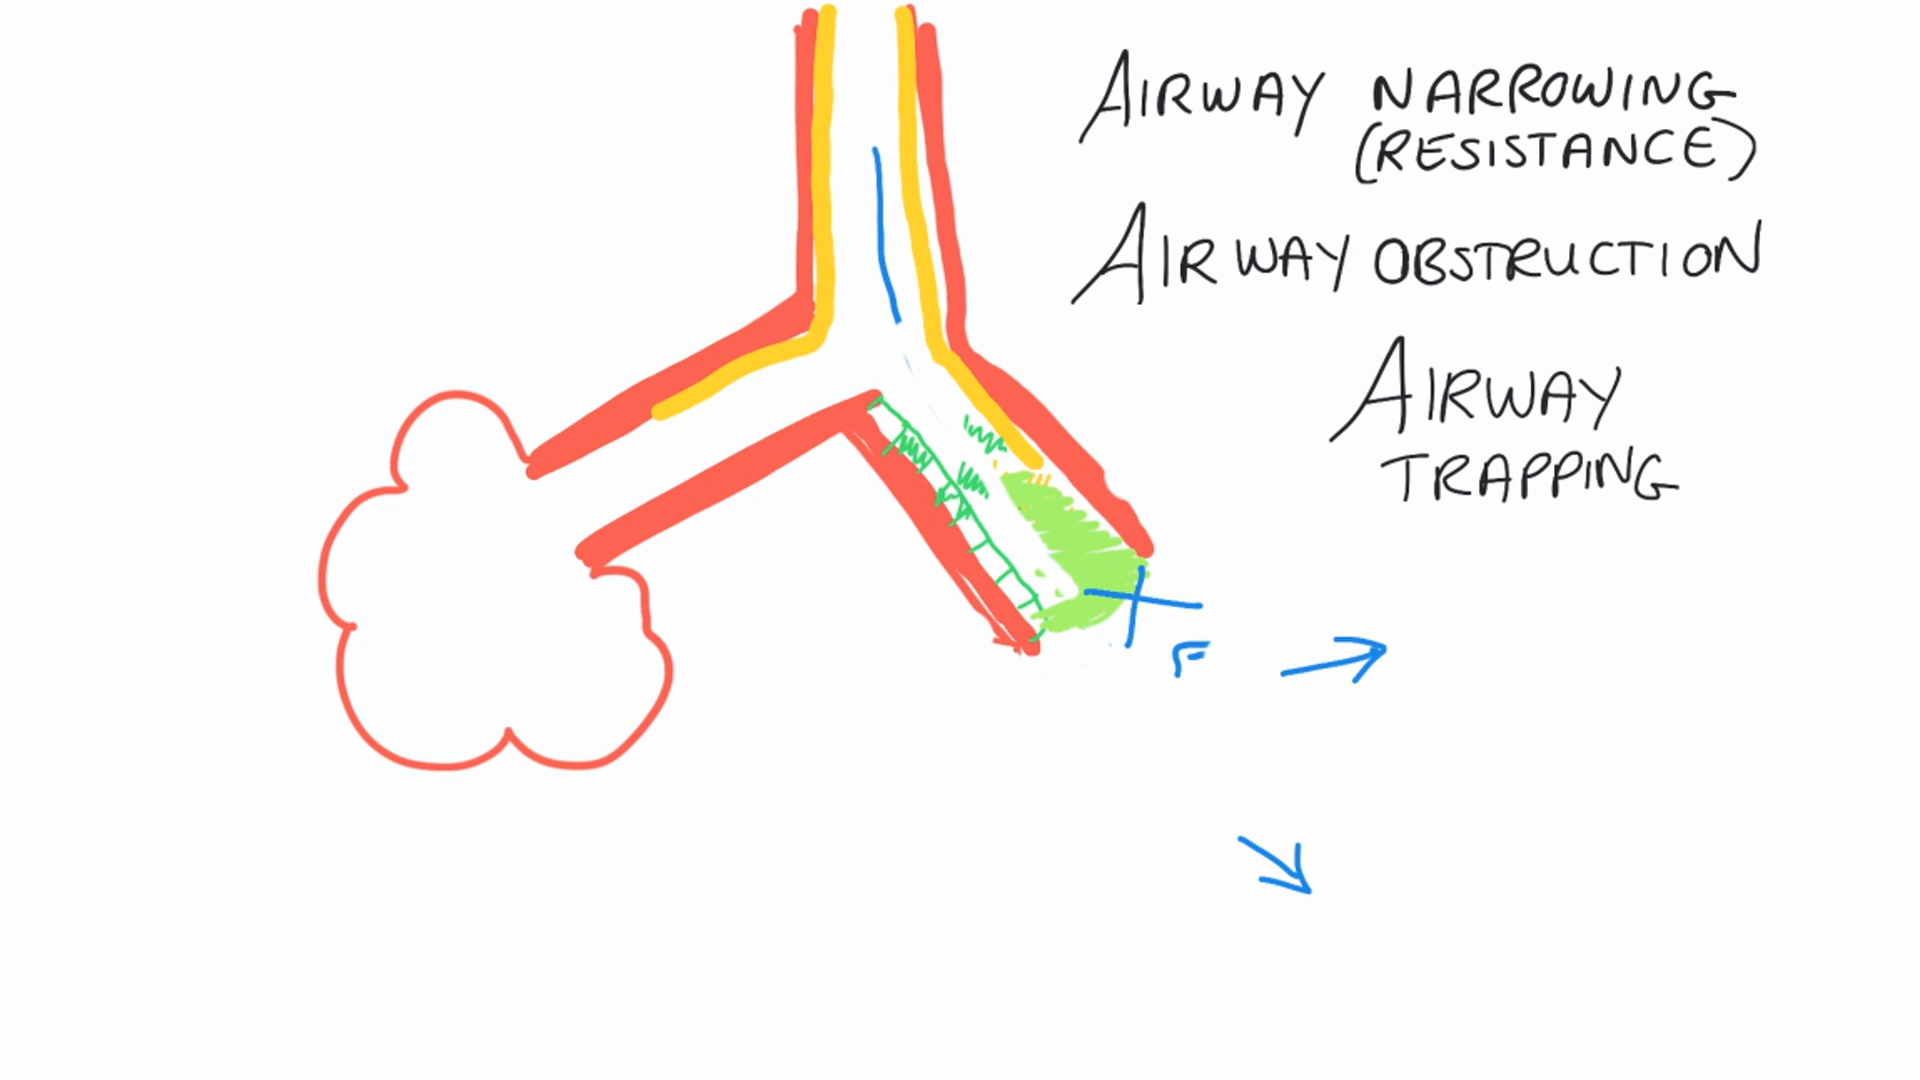 AIRWAY NARROWING
(RESISTANCE)
AIRWAY OBSTRUCTION
AIRWAY
TRAPPING
F